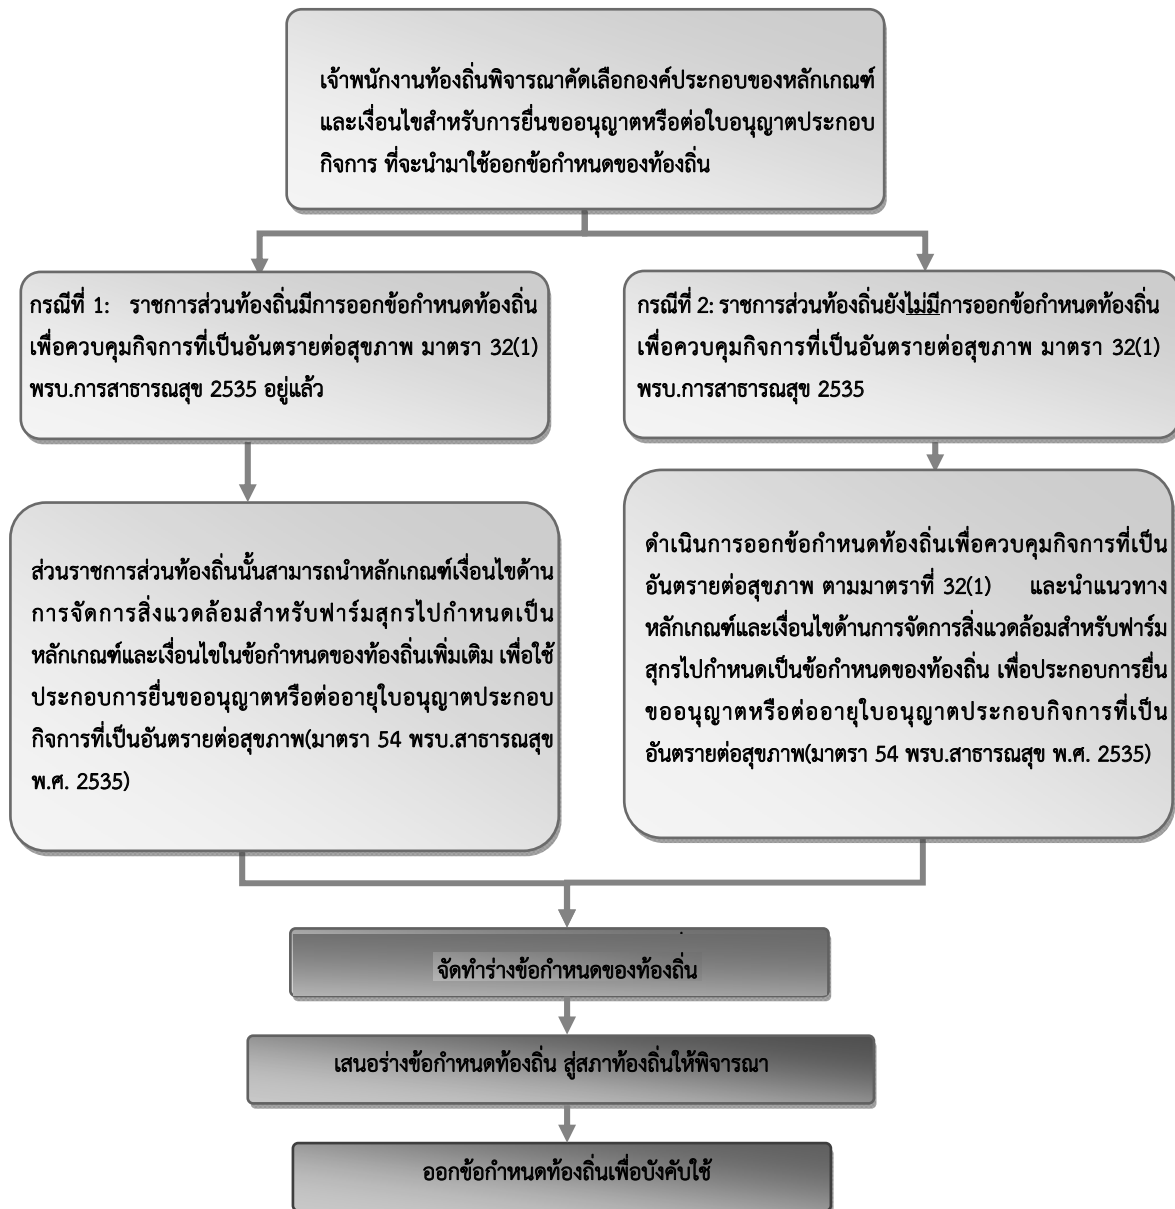 เจ้าพนักงานท้องถิ่นพิจารณาคัดเลือกองค์ประกอบของหลักเกณฑ์
และเงื่อนไขสำหรับการยื่นขออนุญาตหรือต่อใบอนุญาตประกอบ
กิจการ ที่จะนำมาใช้ออกข้อกำหนดของท้องถิ่น
กรณีที่ 1: ราชการส่วนท้องถิ่นมีการออกข้อกำหนดท้องถิ่น
เพื่อควบคุมกิจการที่เป็นอันตรายต่อสุขภาพ มาตรา 32(1)
พรบ.การสาธารณสุข 2535 อยู่แล้ว
กรณีที่ 2: ราชการส่วนท้องถิ่นยังไม่มีการออกข้อกำหนดท้องถิ่น
เพื่อควบคุมกิจการที่เป็นอันตรายต่อสุขภาพ มาตรา 32(1)
พรบ.การสาธารณสุข 2535
ส่วนราชการส่วนท้องถิ่นนั้นสามารถนำหลักเกณฑ์เงื่อนไขด้าน
การจัดการสิ่งแวดล้อมสำหรับฟาร์มสุกรไปกำหนดเป็น
หลักเกณฑ์และเงื่อนไขในข้อกำหนดของท้องถิ่นเพิ่มเติม เพื่อใช้
ประกอบการยื่นขออนุญาตหรือต่ออายุใบอนุญาตประกอบ
กิจการที่เป็นอันตรายต่อสุขภาพ(มาตรา 54 พรบ.สาธารณสุข
พ.ศ. 2535)
ดำเนินการออกข้อกำหนดท้องถิ่นเพื่อควบคุมกิจการที่เป็น
อันตรายต่อสุขภาพ ตามมาตราที่ 32(1) และนำแนวทาง
หลักเกณฑ์และเงื่อนไขด้านการจัดการสิ่งแวดล้อมสำหรับฟาร์ม
สุกรไปกำหนดเป็นข้อกำหนดของท้องถิ่น เพื่อประกอบการยื่น
ขออนุญาตหรือต่ออายุใบอนุญาตประกอบกิจการที่เป็น
อันตรายต่อสุขภาพ(มาตรา 54 พรบ.สาธารณสุข พ.ศ. 2535)
จัดทำร่างข้อกำหนดของท้องถิ่น
เสนอร่างข้อกำหนดท้องถิ่น สู่สภาท้องถิ่นให้พิจารณา
ออกข้อกำหนดท้องถิ่นเพื่อบังคับใช้